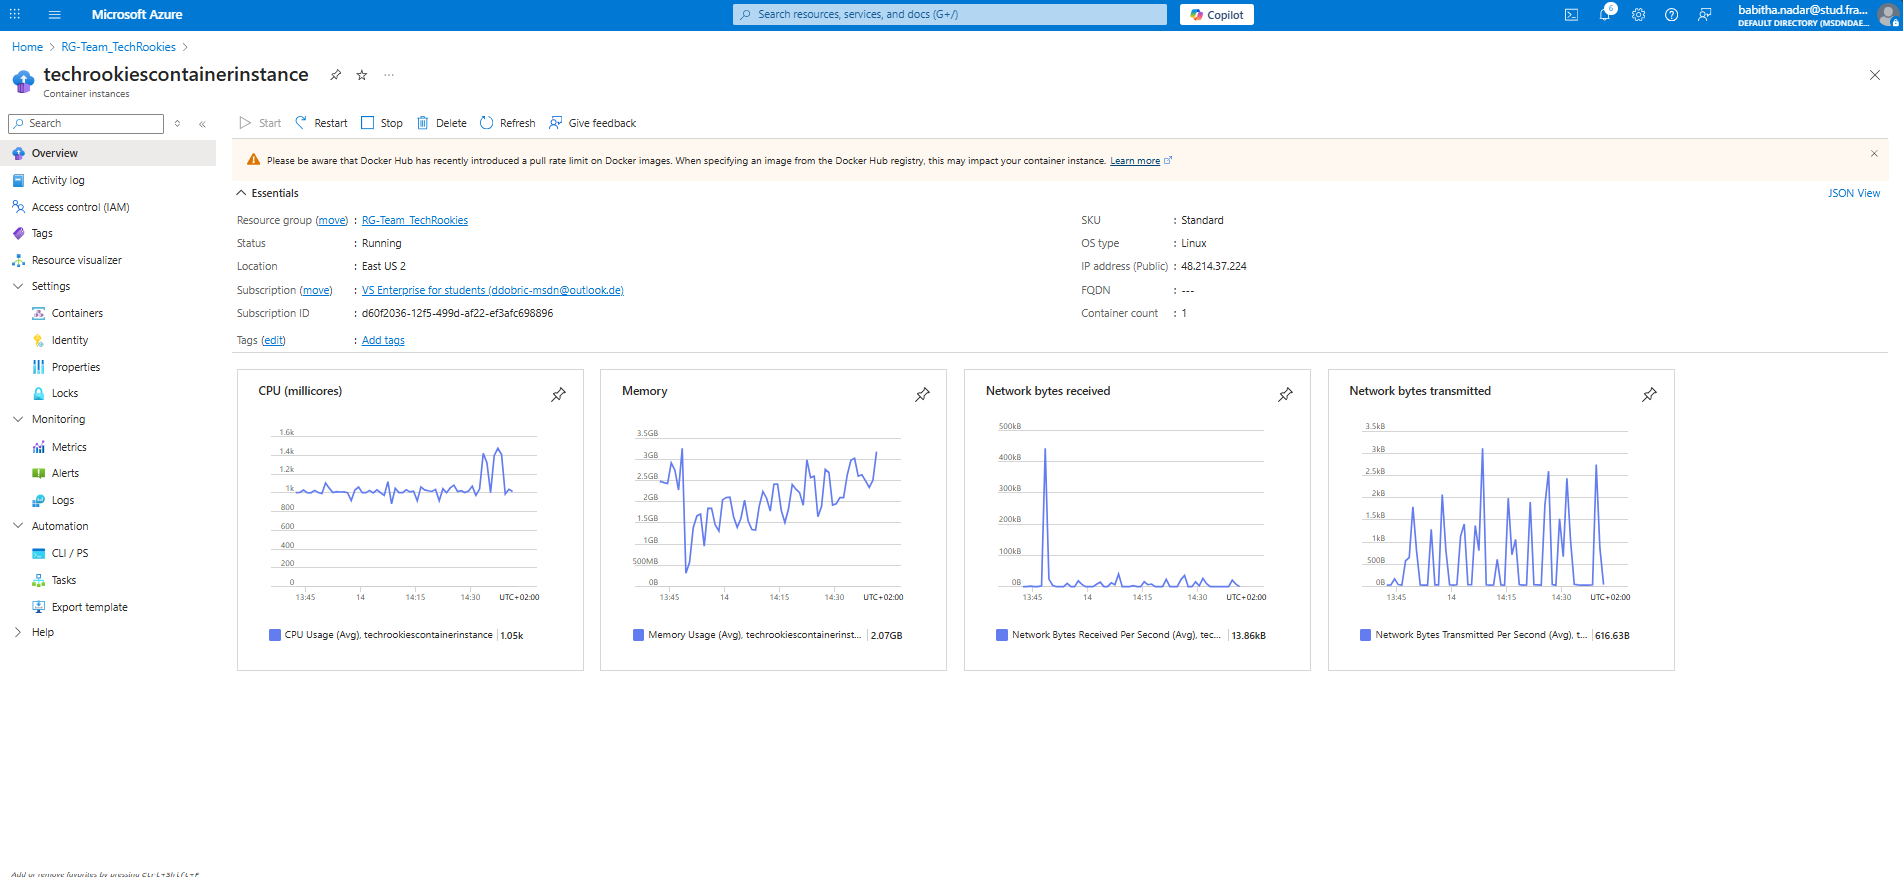 Microsoft Azure
Search resources, services, and docs (G+/)
Copilot
6
babitha.nadar@stud.fra...
DEFAULT DIRECTORY (MSDNDAE...
Home > RG-Team_TechRookies >
techrookiescontainerinstance
...
Container instances
Search
«
Start
Restart
Stop
Delete
Refresh
Give feedback
Overview
Activity log
Access control (IAM)
Tags
Resource visualizer
Settings
Containers
Identity
Properties
Locks
Monitoring
Metrics
Alerts
Logs
Automation
CLI / PS
Tasks
Export template
Help
Please be aware that Docker Hub has recently introduced a pull rate limit on Docker images. When specifying an image from the Docker Hub registry, this may impact your container instance. Learn more
Essentials
JSON View
Resource group (move) : RG-Team_TechRookies
Status : Running
Location : East US 2
Subscription (move) : VS Enterprise for students (ddobric-msdn@outlook.de)
Subscription ID : d60f2036-12f5-499d-af22-ef3afc698896
Tags (edit) : Add tags
SKU : Standard
OS type : Linux
IP address (Public) : 48.214.37.224
FQDN : ---
Container count : 1
CPU (millicores)
1.6k
1.4k
1.2k
1k
800
600
400
200
0
13:45 14 14:15 14:30 UTC+02:00
CPU Usage (Avg), techrookiescontainerinstance 1.05k
Memory
3.5GB
3GB
2.5GB
2GB
1.5GB
1GB
500MB
0B
13:45 14 14:15 14:30 UTC+02:00
Memory Usage (Avg), techrookiescontainerinst... 2.07GB
Network bytes received
500kB
400kB
300kB
200kB
100kB
0B
13:45 14 14:15 14:30 UTC+02:00
Network Bytes Received Per Second (Avg), tec... 13.86kB
Network bytes transmitted
3.5kB
3kB
2.5kB
2kB
1.5kB
1kB
500B
0B
13:45 14 14:15 14:30 UTC+02:00
Network Bytes Transmitted Per Second (Avg), t... 616.63B
Add or remove favorites by pressing Ctrl+Shift+F